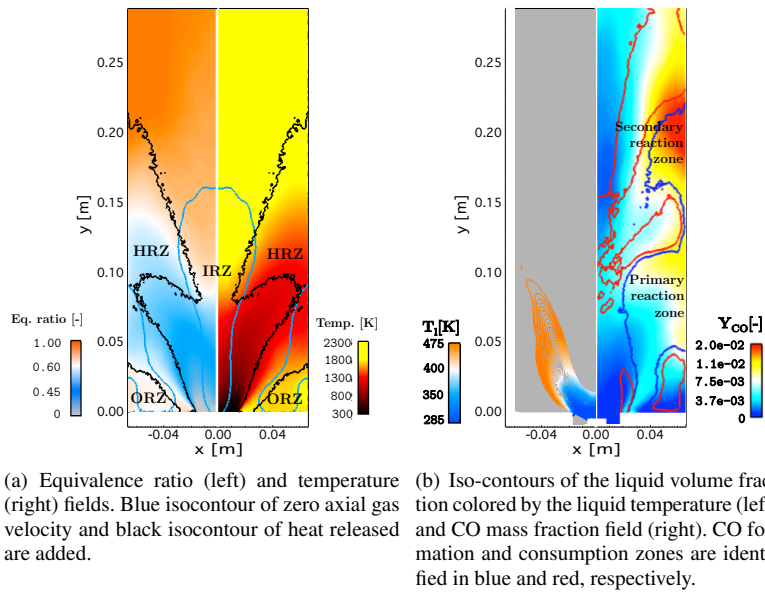 0.25
0.20
0.15
0.10
0.05
0.00
y [m]
HRZ
HRZ
IRZ
ORZ
ORZ
Eq. ratio [-]
1.00
0.60
0.45
0
Temp. [K]
2300
1800
1300
800
300
-0.04
0.00
0.04
x [m]
0.25
0.20
0.15
0.10
0.05
0.00
y [m]
Secondary
reaction
zone
Primary
reaction
zone
T_l[K]
475
400
350
285
Y_CO[-]
2.0e-02
1.1e-02
7.5e-03
3.7e-03
0
-0.04
0.00
0.04
x [m]
(a) Equivalence ratio (left) and temperature
(right) fields. Blue isocontour of zero axial gas
velocity and black isocontour of heat released
are added.
(b) Iso-contours of the liquid volume frac
tion colored by the liquid temperature (lef
and CO mass fraction field (right). CO fo
mation and consumption zones are ident
fied in blue and red, respectively.